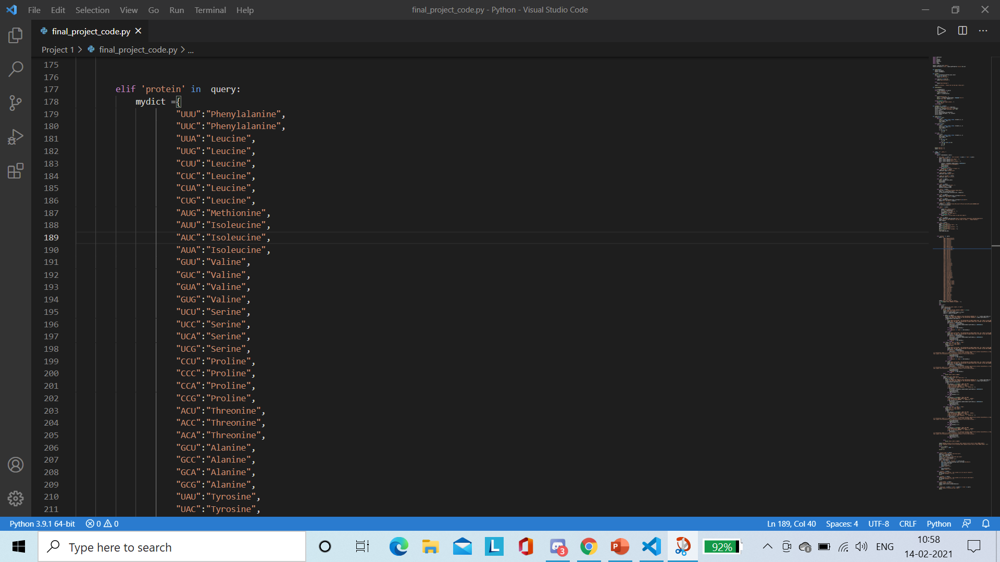 File Edit Selection View Go Run Terminal Help
final_project_code.py - Python - Visual Studio Code
final_project_code.py
Project 1 > final_project_code.py > ...
175
176
177 elif 'protein' in  query:
178 mydict ={
179 "UUU":"Phenylalanine",
180 "UUC":"Phenylalanine",
181 "UUA":"Leucine",
182 "UUG":"Leucine",
183 "CUU":"Leucine",
184 "CUC":"Leucine",
185 "CUA":"Leucine",
186 "CUG":"Leucine",
187 "AUG":"Methionine",
188 "AUU":"Isoleucine",
189 "AUC":"Isoleucine",
190 "AUA":"Isoleucine",
191 "GUU":"Valine",
192 "GUC":"Valine",
193 "GUA":"Valine",
194 "GUG":"Valine",
195 "UCU":"Serine",
196 "UCC":"Serine",
197 "UCA":"Serine",
198 "UCG":"Serine",
199 "CCU":"Proline",
200 "CCC":"Proline",
201 "CCA":"Proline",
202 "CCG":"Proline",
203 "ACU":"Threonine",
204 "ACC":"Threonine",
205 "ACA":"Threonine",
206 "GCU":"Alanine",
207 "GCC":"Alanine",
208 "GCA":"Alanine",
209 "GCG":"Alanine",
210 "UAU":"Tyrosine",
211 "UAC":"Tyrosine",
Python 3.9.1 64-bit 0 0 Ln 189, Col 40 Spaces: 4 UTF-8 CRLF Python
Type here to search
L
3
P
92%
ENG
10:58
14-02-2021